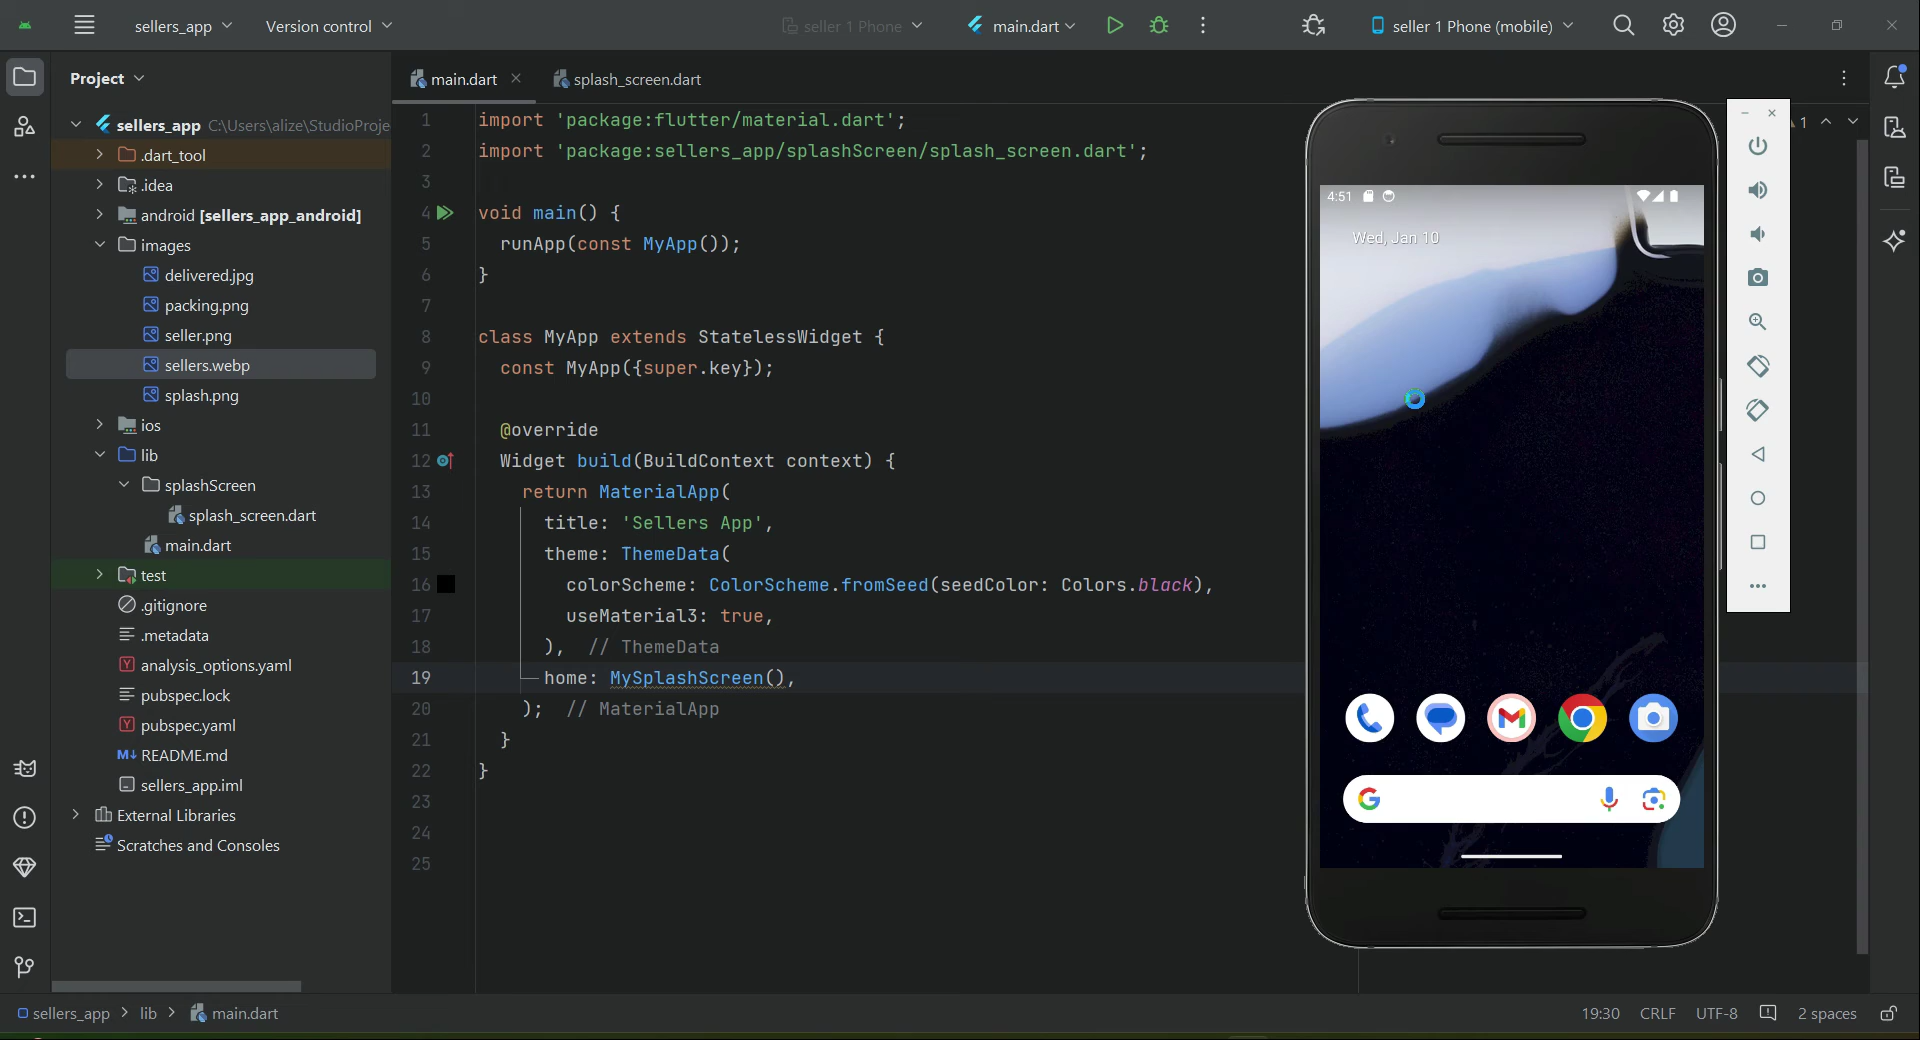 sellers_app
Version control
seller 1 Phone
main.dart
seller 1 Phone (mobile)
Project
main.dart
splash_screen.dart
sellers_app C:\Users\alize\StudioProje
.dart_tool
.idea
android [sellers_app_android]
images
delivered.jpg
packing.png
seller.png
sellers.webp
splash.png
ios
lib
splashScreen
splash_screen.dart
main.dart
test
.gitignore
.metadata
analysis_options.yaml
pubspec.lock
pubspec.yaml
README.md
sellers_app.iml
External Libraries
Scratches and Consoles
1 import 'package:flutter/material.dart';
2 import 'package:sellers_app/splashScreen/splash_screen.dart';
3
4 void main() {
5 runApp(const MyApp());
6 }
7
8 class MyApp extends StatelessWidget {
9 const MyApp({super.key});
10
11 @override
12 Widget build(BuildContext context) {
13 return MaterialApp(
14 title: 'Sellers App',
15 theme: ThemeData(
16 colorScheme: ColorScheme.fromSeed(seedColor: Colors.black),
17 useMaterial3: true,
18 ), // ThemeData
19 home: MySplashScreen(),
20 ); // MaterialApp
21 }
22 }
23
24
25
1
4:51
Wed, Jan 10
sellers_app > lib > main.dart
19:30 CRLF UTF-8 2 spaces